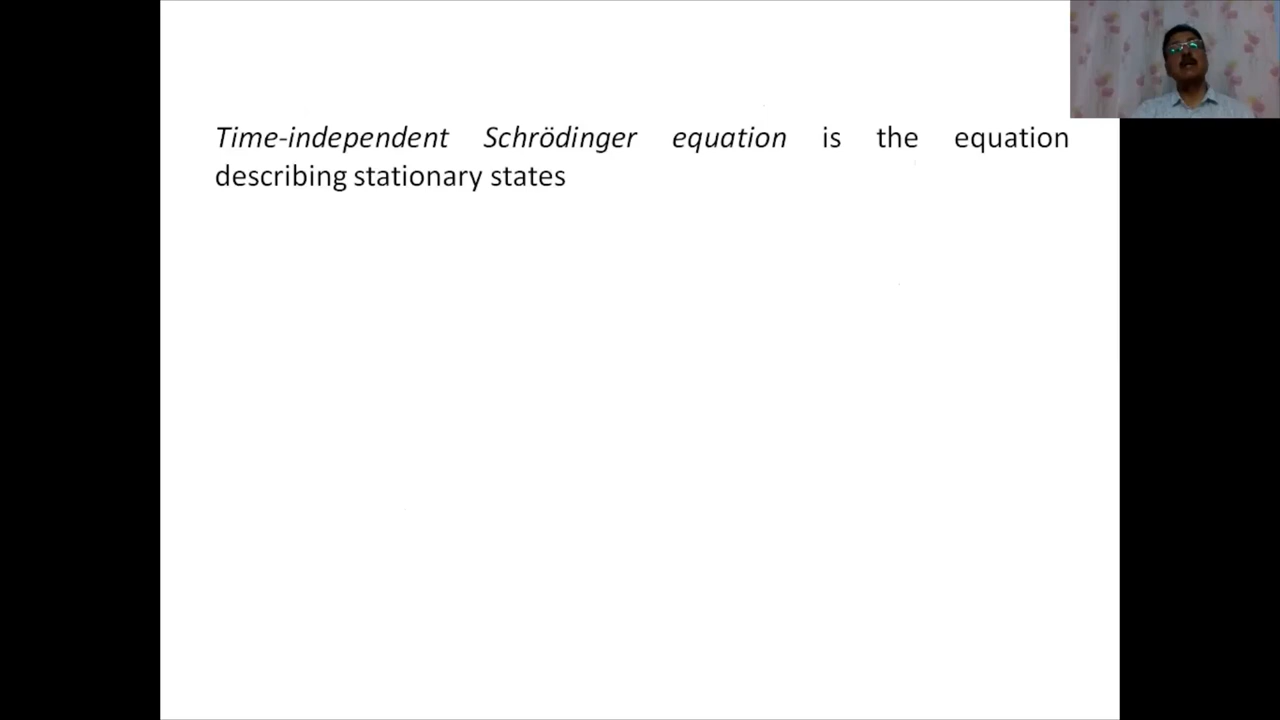 Time-independent Schrödinger equation is the equation
describing stationary states